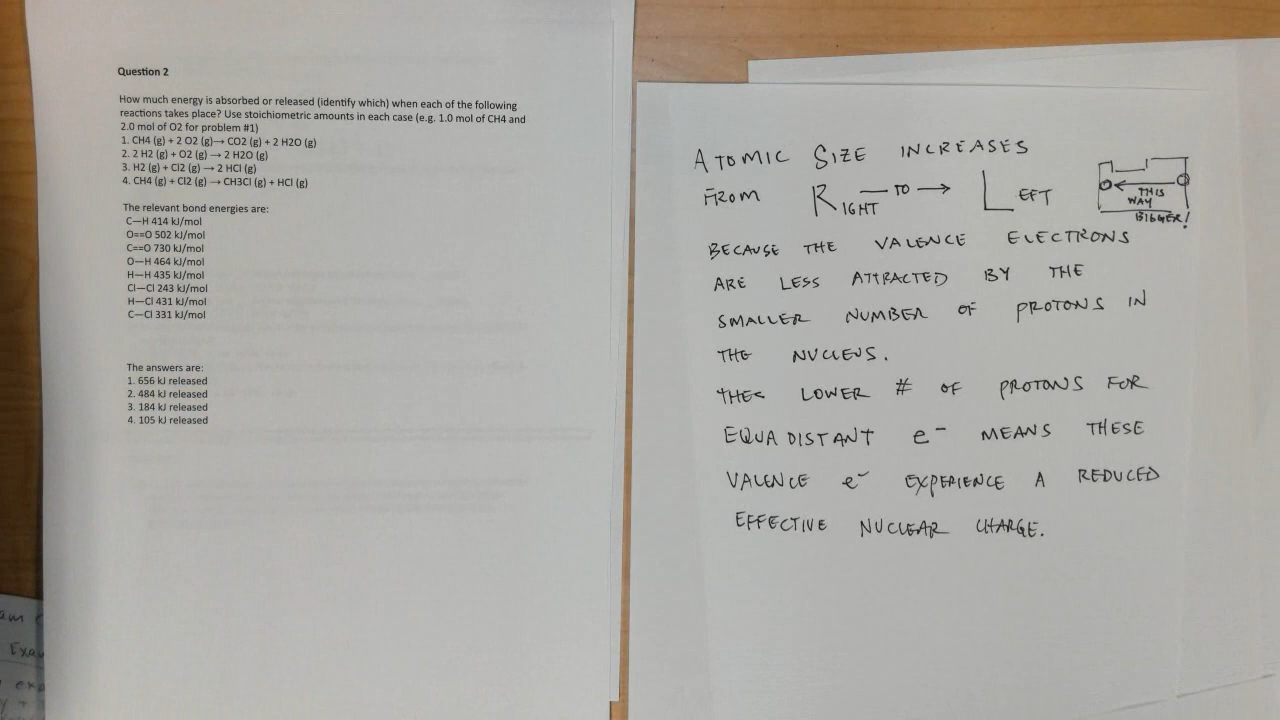 Question 2
How much energy is absorbed or released (identify which) when each of the following
reactions takes place? Use stoichiometric amounts in each case (e.g. 1.0 mol of CH4 and
2.0 mol of O2 for problem #1)
1. CH4 (g) + 2 O2 (g)→ CO2 (g) + 2 H2O (g)
2. 2 H2 (g) + O2 (g) → 2 H2O (g)
3. H2 (g) + Cl2 (g) → 2 HCl (g)
4. CH4 (g) + Cl2 (g) → CH3Cl (g) + HCl (g)
The relevant bond energies are:
C—H 414 kJ/mol
O==O 502 kJ/mol
C==O 730 kJ/mol
O—H 464 kJ/mol
H—H 435 kJ/mol
Cl—Cl 243 kJ/mol
H—Cl 431 kJ/mol
C—Cl 331 kJ/mol
The answers are:
1. 656 kJ released
2. 484 kJ released
3. 184 kJ released
4. 105 kJ released
ATOMIC SIZE INCREASES
FROM RIGHT — TO → LEFT
THIS
WAY
BIGGER!
BECAUSE THE VALENCE ELECTRONS
ARE LESS ATTRACTED BY THE
SMALLER NUMBER OF PROTONS IN
THE NUCLEUS.
LOWER # OF PROTONS FOR
EQUADISTANT e⁻ MEANS THESE
VALENCE e⁻ EXPERIENCE A REDUCED
EFFECTIVE NUCLEAR CHARGE.
am
Exam